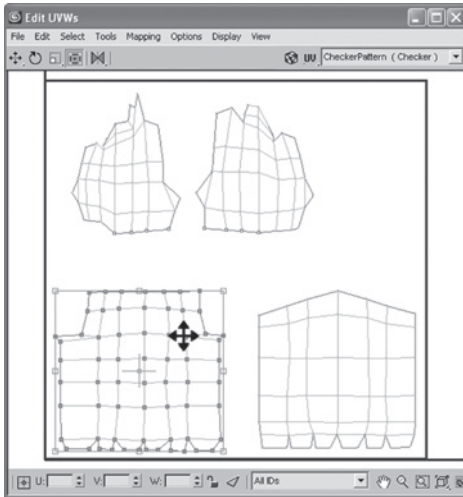 Edit UVWs
File Edit Select Tools Mapping Options Display View
UV CheckerPattern ( Checker )
U: V: W: All IDs